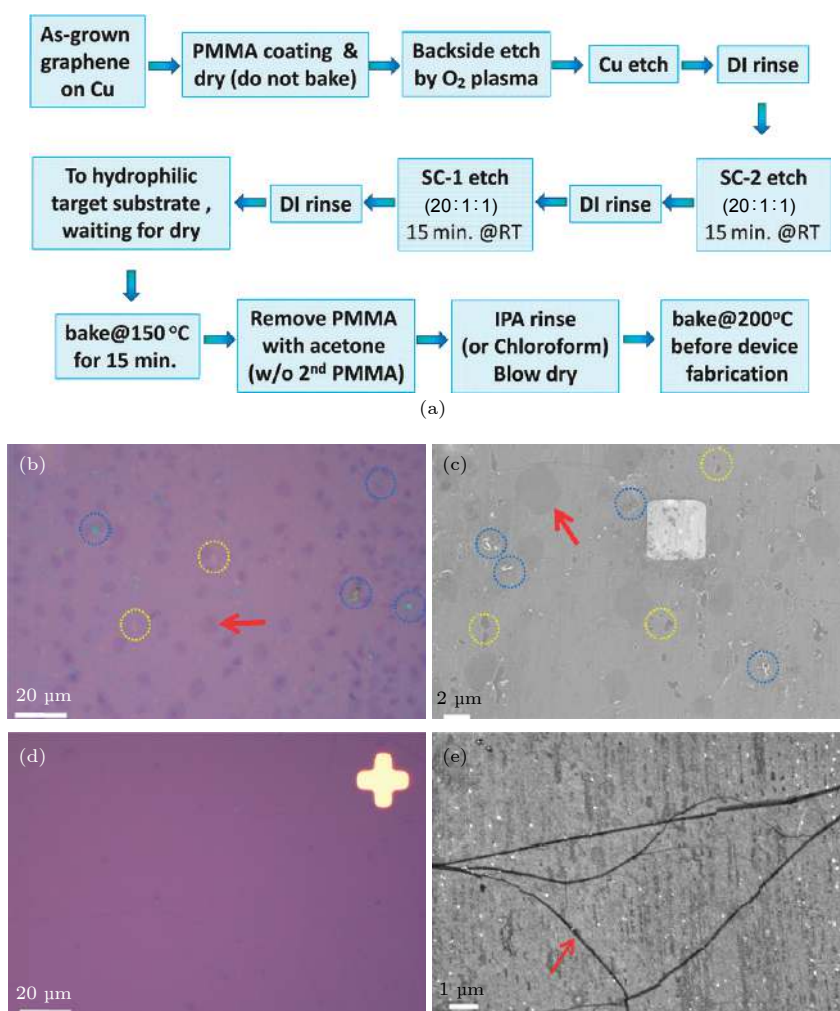 As-grown
graphene
on Cu
PMMA coating &
dry (do not bake)
Backside etch
by O₂ plasma
Cu etch
DI rinse
SC-2 etch
(20:1:1)
15 min. @RT
DI rinse
SC-1 etch
(20:1:1)
15 min. @RT
DI rinse
To hydrophilic
target substrate ,
waiting for dry
bake@150 °C
for 15 min.
Remove PMMA
with acetone
(w/o 2ⁿᵈ PMMA)
IPA rinse
(or Chloroform)
Blow dry
bake@200°C
before device
fabrication
(a)
(b)
20 µm
(c)
2 µm
(d)
20 µm
(e)
1 µm